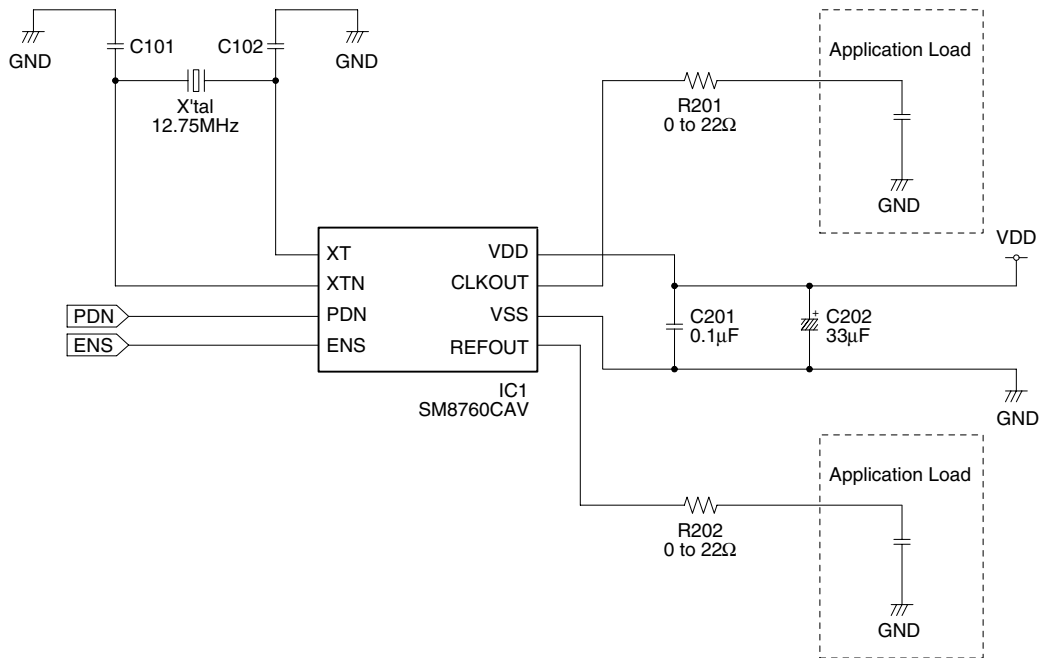 GND
C101
C102
GND
X'tal
12.75MHz
Application Load
R201
0 to 22Ω
GND
VDD
XT
VDD
XTN
CLKOUT
PDN
PDN
VSS
ENS
ENS
REFOUT
C201
0.1μF
+
C202
33μF
IC1
SM8760CAV
GND
Application Load
R202
0 to 22Ω
GND